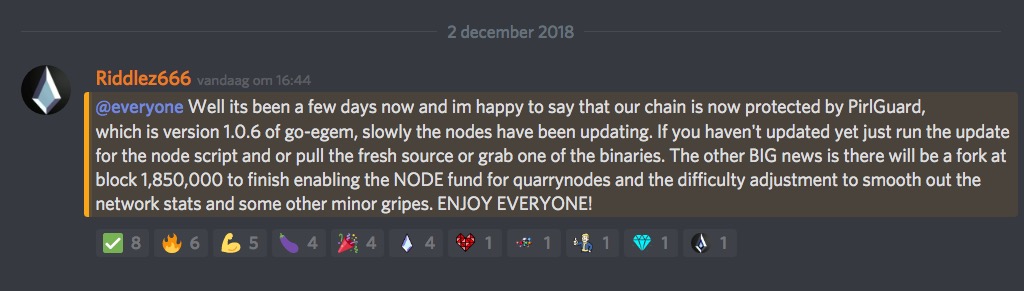 2 december 2018
Riddlez666 vandaag om 16:44
@everyone Well its been a few days now and im happy to say that our chain is now protected by PirlGuard,
which is version 1.0.6 of go-egem, slowly the nodes have been updating. If you haven't updated yet just run the update
for the node script and or pull the fresh source or grab one of the binaries. The other BIG news is there will be a fork at
block 1,850,000 to finish enabling the NODE fund for quarrynodes and the difficulty adjustment to smooth out the
network stats and some other minor gripes. ENJOY EVERYONE!
8 6 5 4 4 4 1 1 1 1 1